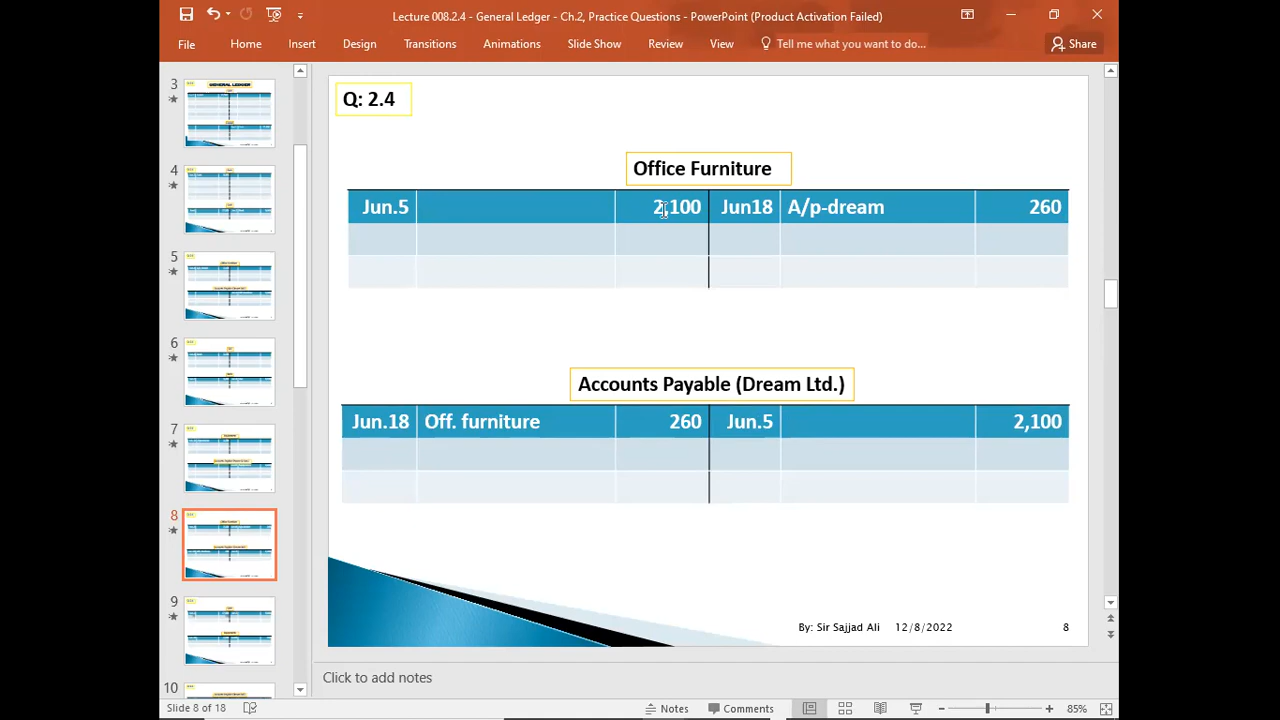 Lecture 008.2.4 - General Ledger - Ch.2, Practice Questions - PowerPoint (Product Activation Failed)
File Home Insert Design Transitions Animations Slide Show Review View Tell me what you want to do... Share
3
4
5
6
7
8
9
10
Q: 2.4
Office Furniture
Jun.5 2,100 Jun18 A/p-dream 260
Accounts Payable (Dream Ltd.)
Jun.18 Off. furniture 260 Jun.5 2,100
By: Sir Sajjad Ali 12/8/2022 8
Click to add notes
Slide 8 of 18 Notes Comments 85%